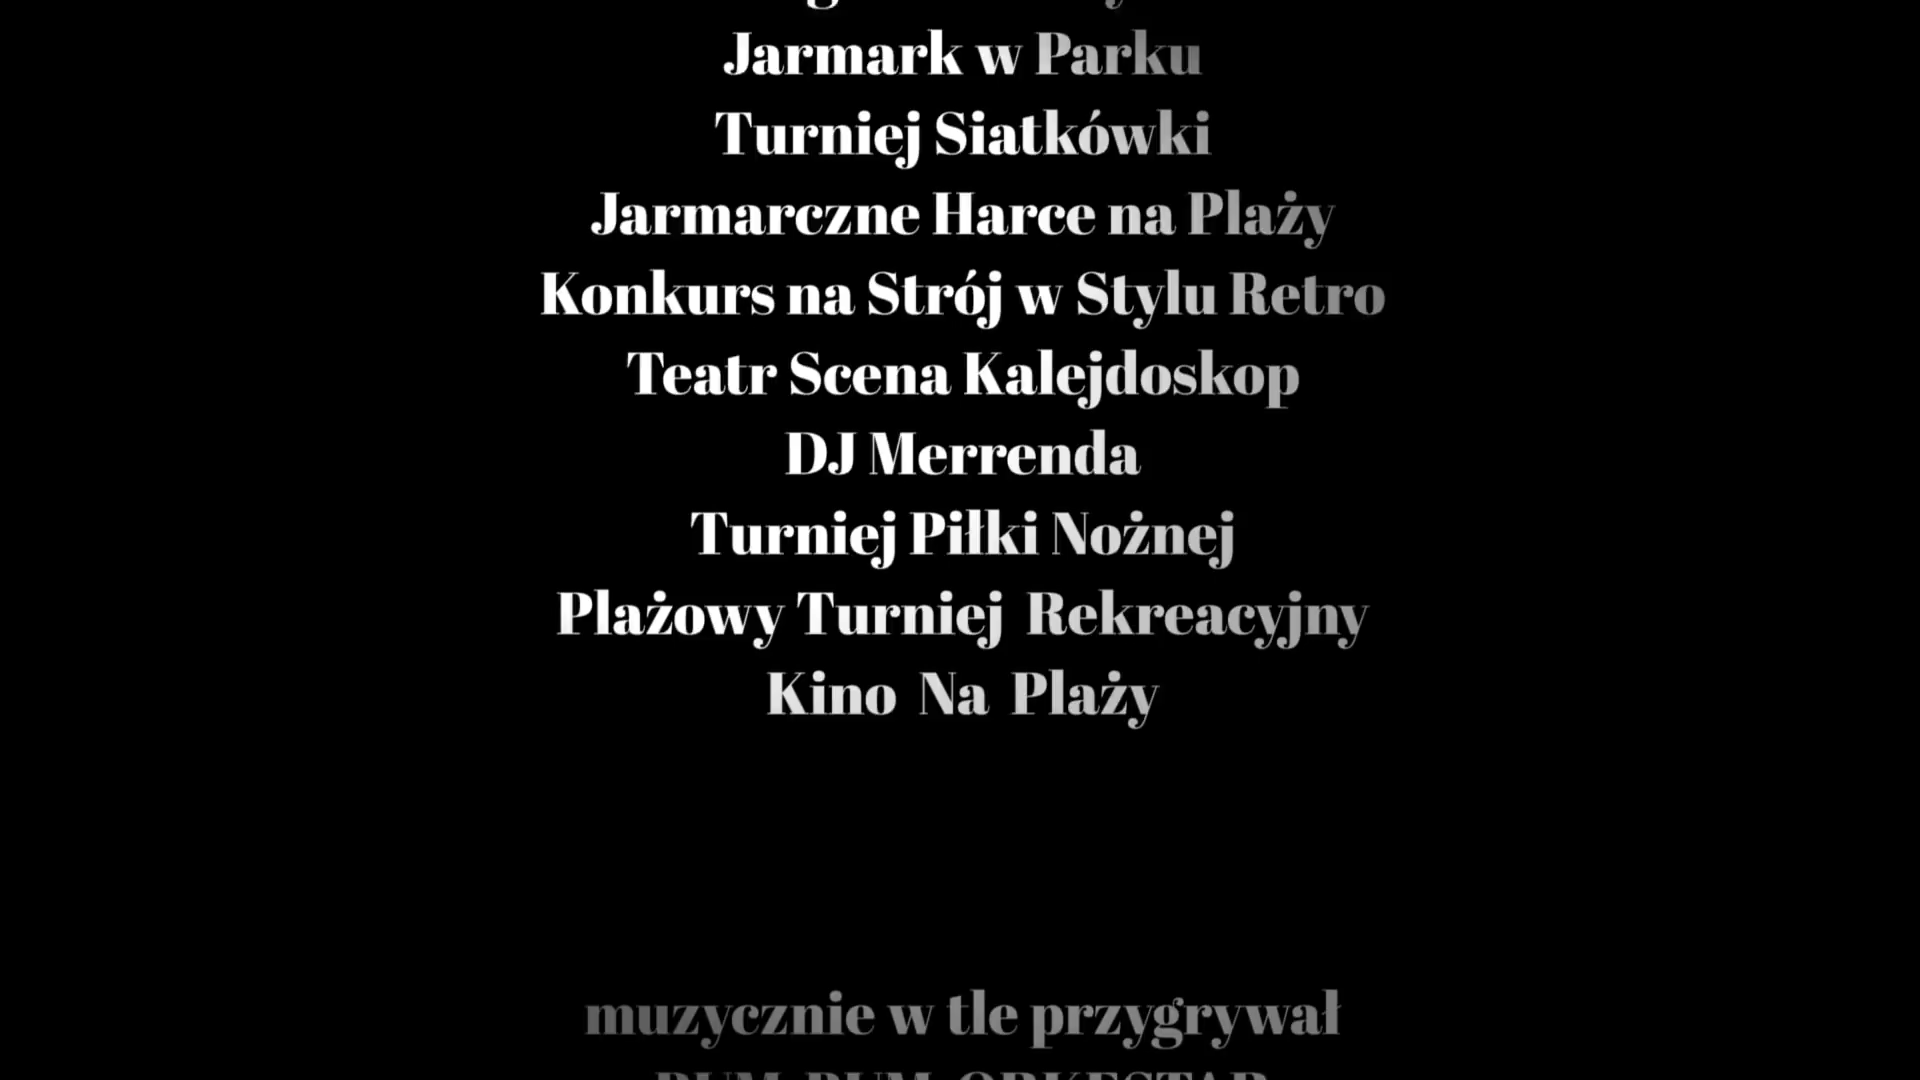 Jarmark w Parku
Turniej Siatkówki
Jarmarczne Harce na Plaży
Konkurs na Strój w Stylu Retro
Teatr Scena Kalejdoskop
DJ Merrenda
Turniej Piłki Nożnej
Plażowy Turniej Rekreacyjny
Kino Na Plaży
muzycznie w tle przygrywał